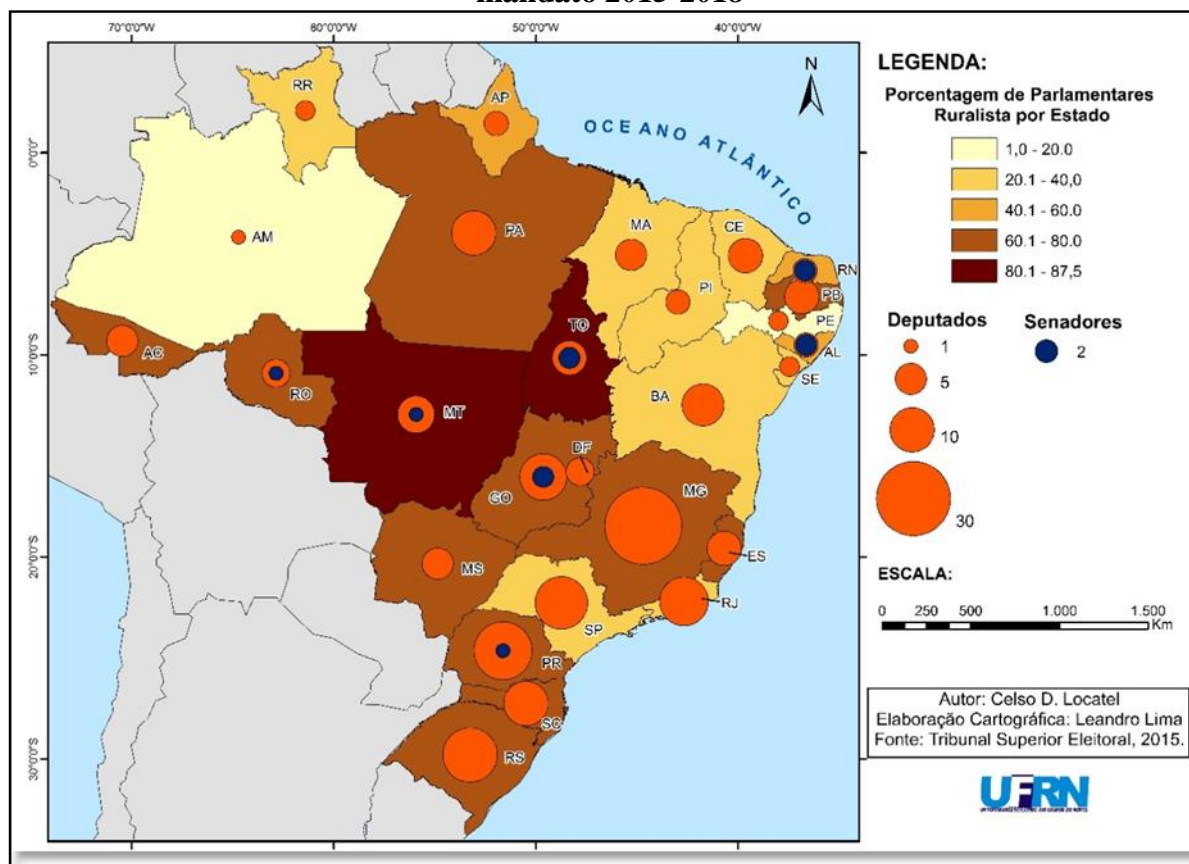 mandato 2015-2018
70°0'0"W 60°0'0"W 50°0'0"W 40°0'0"W
0°0'0"
10°0'0"S
20°0'0"S
30°0'0"S
N
OCEANO ATLÂNTICO
RR
AP
AM
PA
MA
CE
RN
PI
PB
PE
AL
SE
AC
RO
TO
MT
BA
DF
GO
MG
ES
MS
RJ
SP
PR
SC
RS
LEGENDA:
Porcentagem de Parlamentares
Ruralista por Estado
1,0 - 20.0
20.1 - 40,0
40.1 - 60.0
60.1 - 80.0
80.1 - 87,5
Deputados
1
5
10
30
Senadores
2
ESCALA:
0 250 500 1.000 1.500
Km
Autor: Celso D. Locatel
Elaboração Cartográfica: Leandro Lima
Fonte: Tribunal Superior Eleitoral, 2015.
UFRN